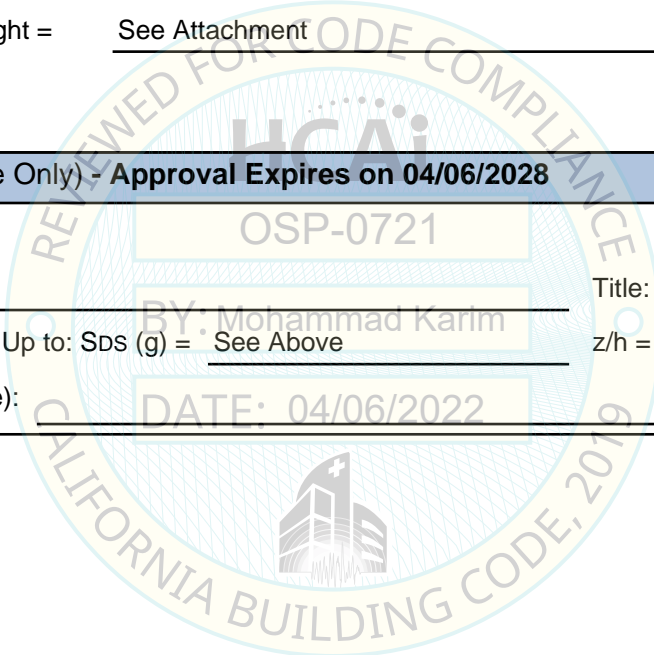 ght = See Attachment
REVIEWED FOR CODE COMPLIANCE
HCAi
e Only) - Approval Expires on 04/06/2028
OSP-0721
Title:
BY: Mohammad Karim
Up to: SDS (g) = See Above z/h =
e):
DATE: 04/06/2022
CALIFORNIA BUILDING CODE, 2019